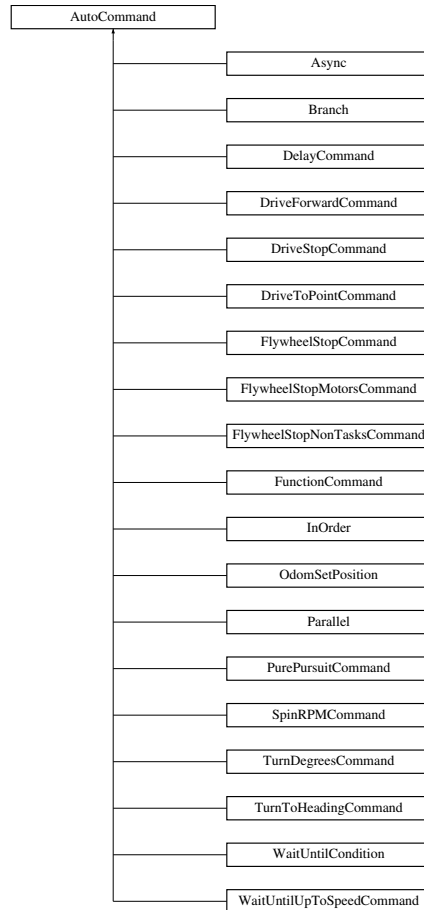 AutoCommand
Async
Branch
DelayCommand
DriveForwardCommand
DriveStopCommand
DriveToPointCommand
FlywheelStopCommand
FlywheelStopMotorsCommand
FlywheelStopNonTasksCommand
FunctionCommand
InOrder
OdomSetPosition
Parallel
PurePursuitCommand
SpinRPMCommand
TurnDegreesCommand
TurnToHeadingCommand
WaitUntilCondition
WaitUntilUpToSpeedCommand